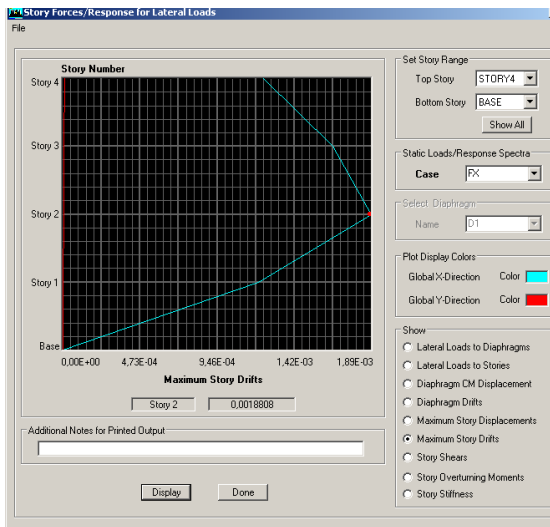 Story Forces/Response for Lateral Loads
File
Story Number
Story 4
Story 3
Story 2
Story 1
Base
0,00E+00 4,73E-04 9,46E-04 1,42E-03 1,89E-03
Maximum Story Drifts
Story 2 0,0018808
Additional Notes for Printed Output
Display Done
Set Story Range
Top Story STORY4
Bottom Story BASE
Show All
Static Loads/Response Spectra
Case FX
Select Diaphragm
Name D1
Plot Display Colors
Global X-Direction Color
Global Y-Direction Color
Show
Lateral Loads to Diaphragms
Lateral Loads to Stories
Diaphragm CM Displacement
Diaphragm Drifts
Maximum Story Displacements
Maximum Story Drifts
Story Shears
Story Overturning Moments
Story Stiffness